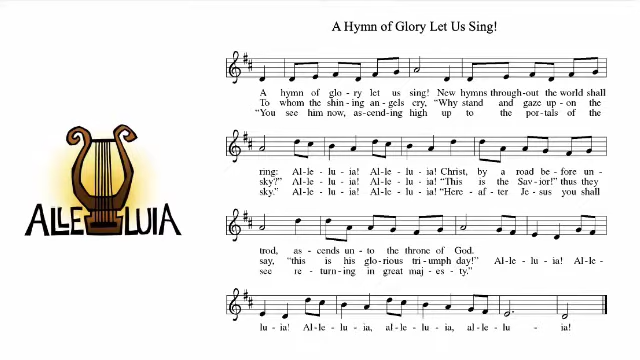 A Hymn of Glory Let Us Sing!
A hymn of glo - ry let us sing! New hymns through-out the world shall
To whom the shin - ing an - gels cry, "Why stand and gaze up - on the
"You see him now, as-cend-ing high up to the por-tals of the
ring: Al-le - lu-ia! Al-le - lu-ia! Christ, by a road be - fore un -
sky?" Al-le - lu-ia! Al-le - lu-ia! "This is the Sav-ior!" thus they
sky." Al-le - lu-ia! Al-le - lu-ia! "Here - af - ter Je - sus you shall
ALLELUIA
trod, as - cends un-to the throne of God.
say, "this is his glo-rious tri-umph day!" Al-le - lu - ia! Al-le -
see re - turn-ing in great maj - es - ty."
lu - ia! Al-le - lu-ia, al-le - lu-ia, al-le - lu - ia!